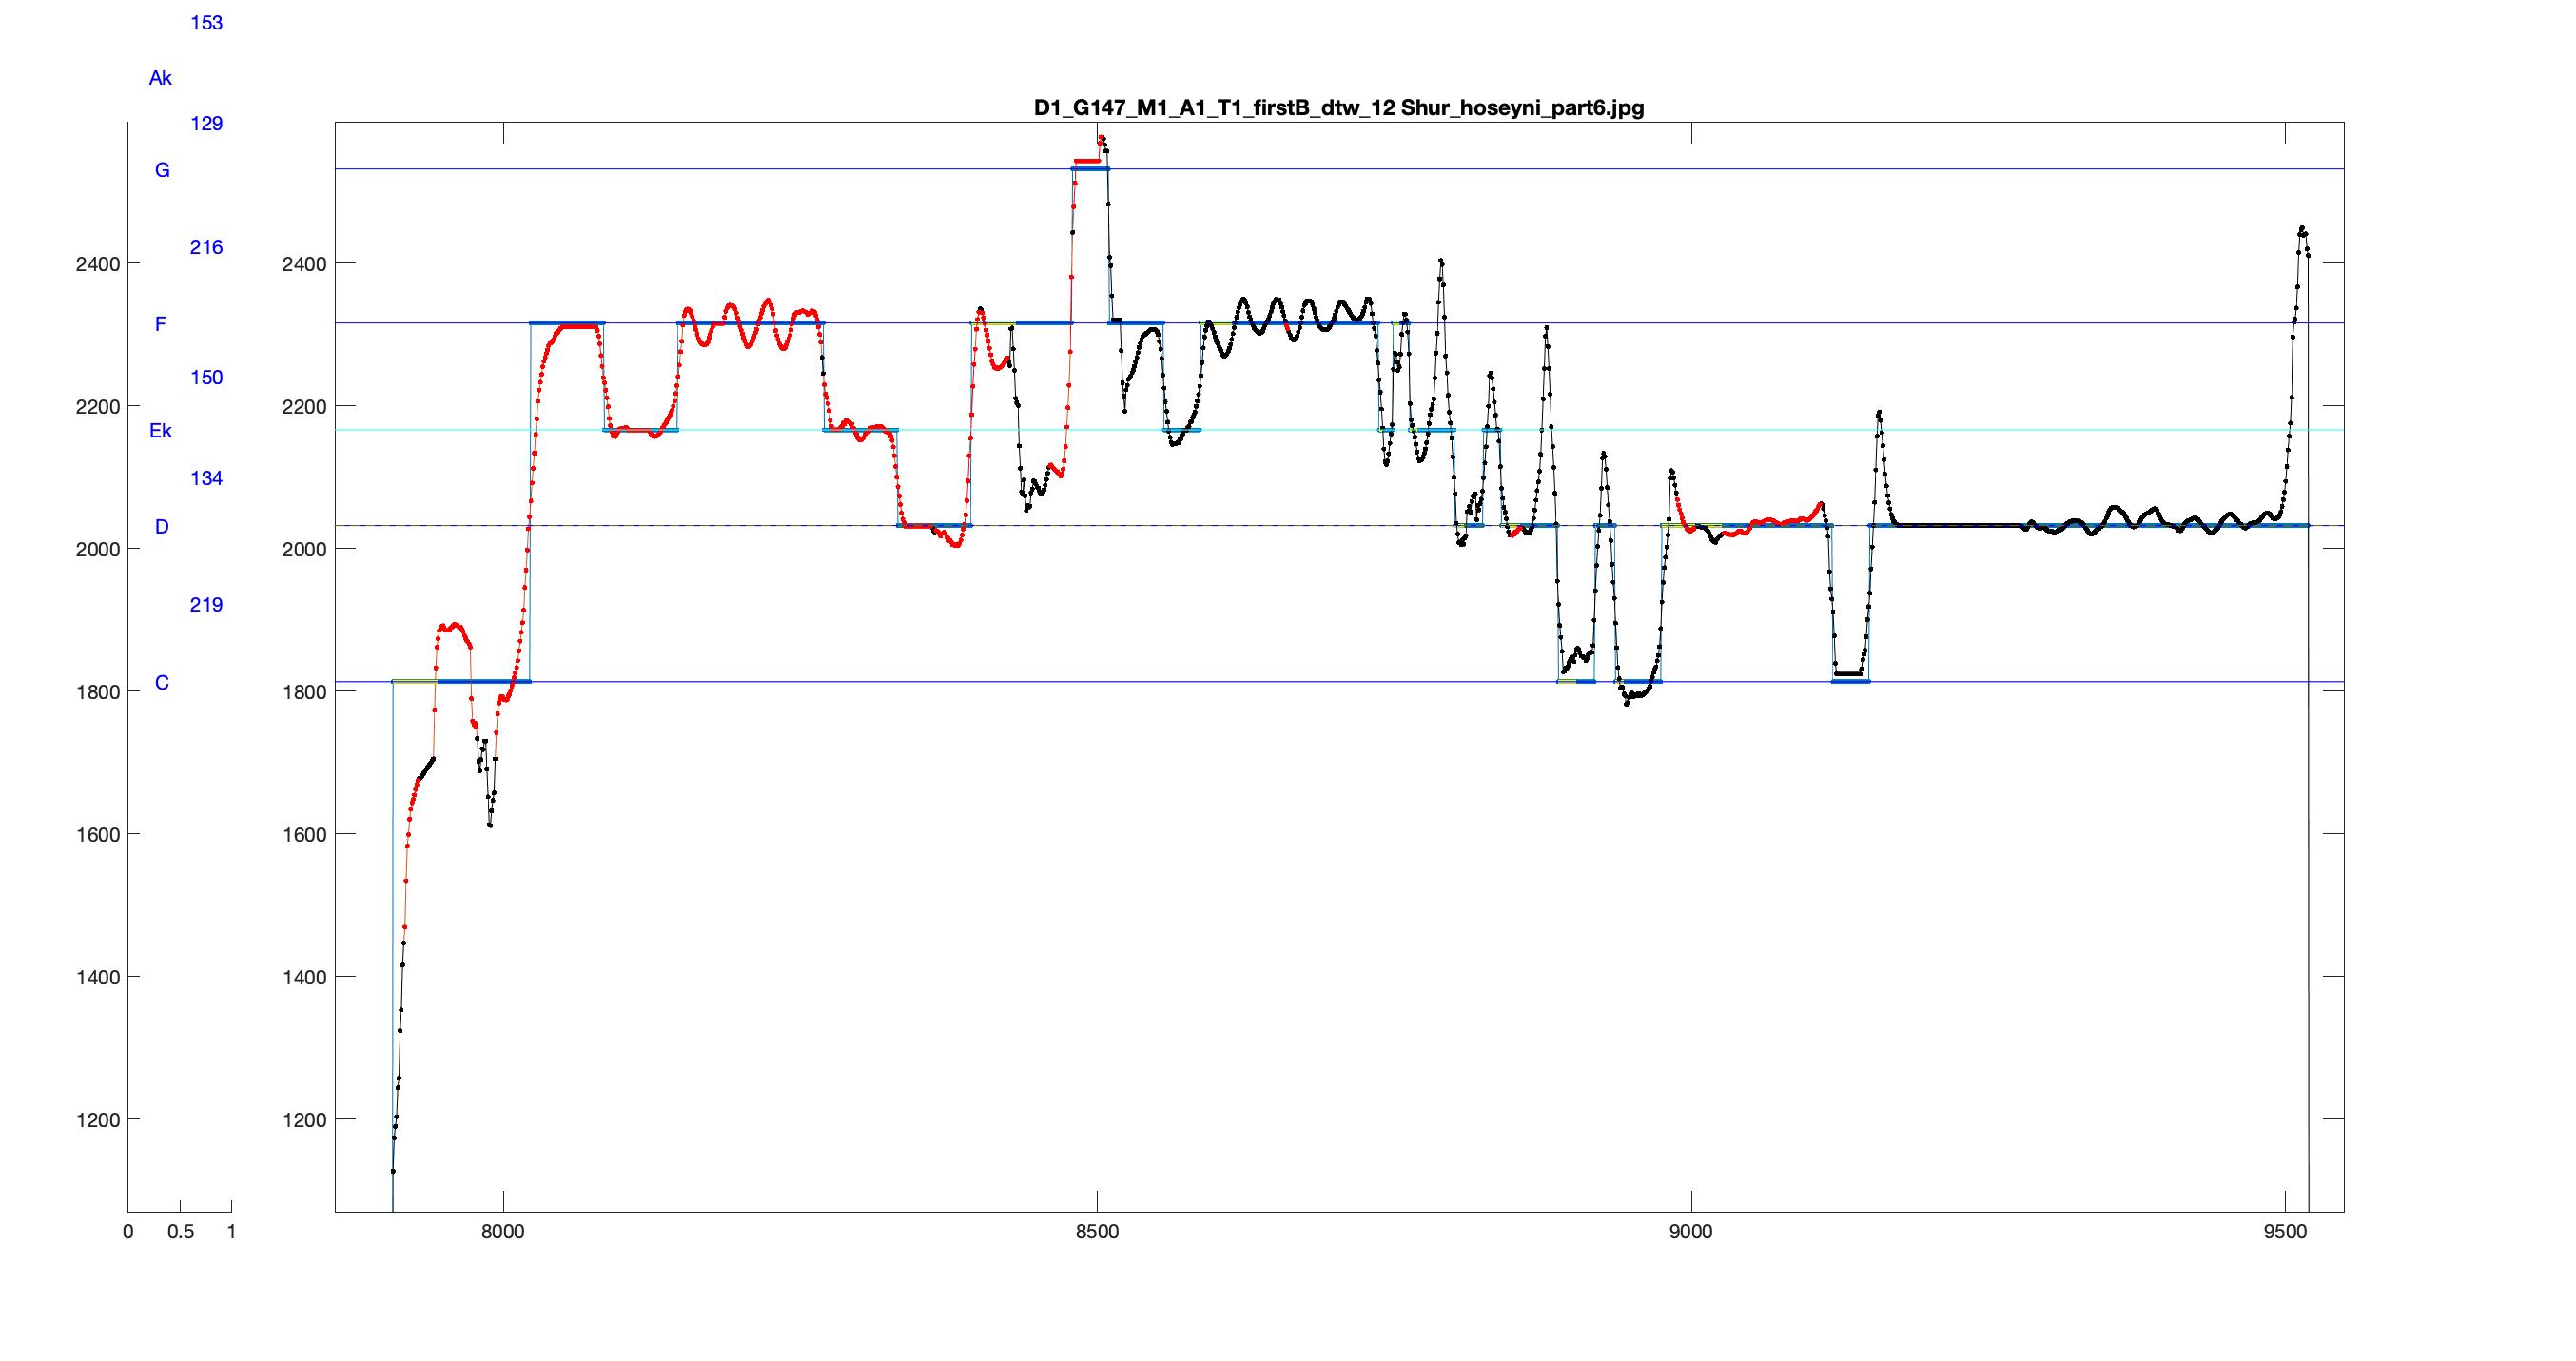 153
Ak
D1_G147_M1_A1_T1_firstB_dtw_12 Shur_hoseyni_part6.jpg
129
G
216
2400 2400
F
150
2200 Ek 2200
134
D
2000 2000
219
C
1800 1800
1600 1600
1400 1400
1200 1200
0 0.5 1 8000 8500 9000 9500